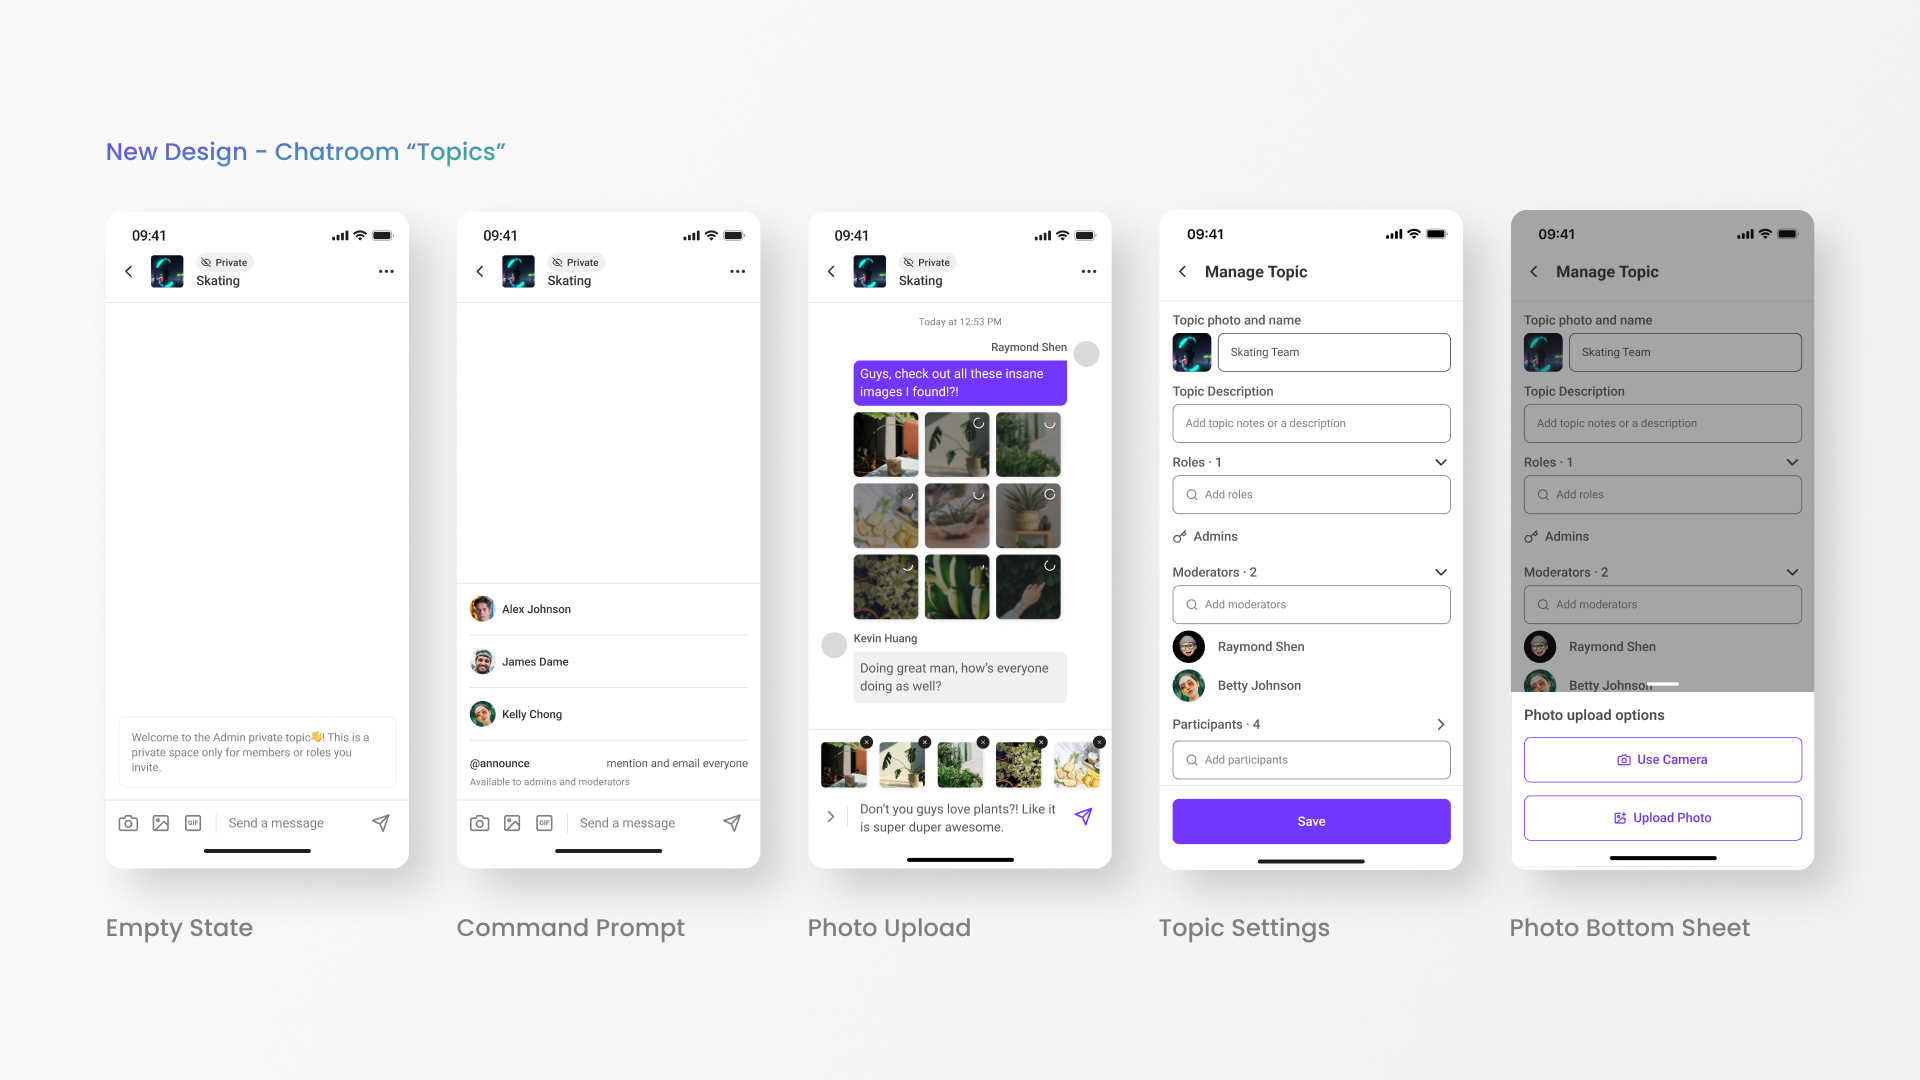 New Design - Chatroom “Topics”
09:41
Private
Skating
Welcome to the Admin private topic👋! This is a
private space only for members or roles you
invite.
GIF
Send a message
Empty State
09:41
Private
Skating
Alex Johnson
James Dame
Kelly Chong
@announce
mention and email everyone
Available to admins and moderators
GIF
Send a message
Command Prompt
09:41
Private
Skating
Today at 12:53 PM
Raymond Shen
Guys, check out all these insane
images I found!?!
Kevin Huang
Doing great man, how’s everyone
doing as well?
Don’t you guys love plants?! Like it
is super duper awesome.
Photo Upload
09:41
Manage Topic
Topic photo and name
Skating Team
Topic Description
Add topic notes or a description
Roles · 1
Add roles
Admins
Moderators · 2
Add moderators
Raymond Shen
Betty Johnson
Participants · 4
Add participants
Save
Topic Settings
09:41
Manage Topic
Topic photo and name
Skating Team
Topic Description
Add topic notes or a description
Roles · 1
Add roles
Admins
Moderators · 2
Add moderators
Raymond Shen
Betty Johnson
Photo upload options
Use Camera
Upload Photo
Photo Bottom Sheet